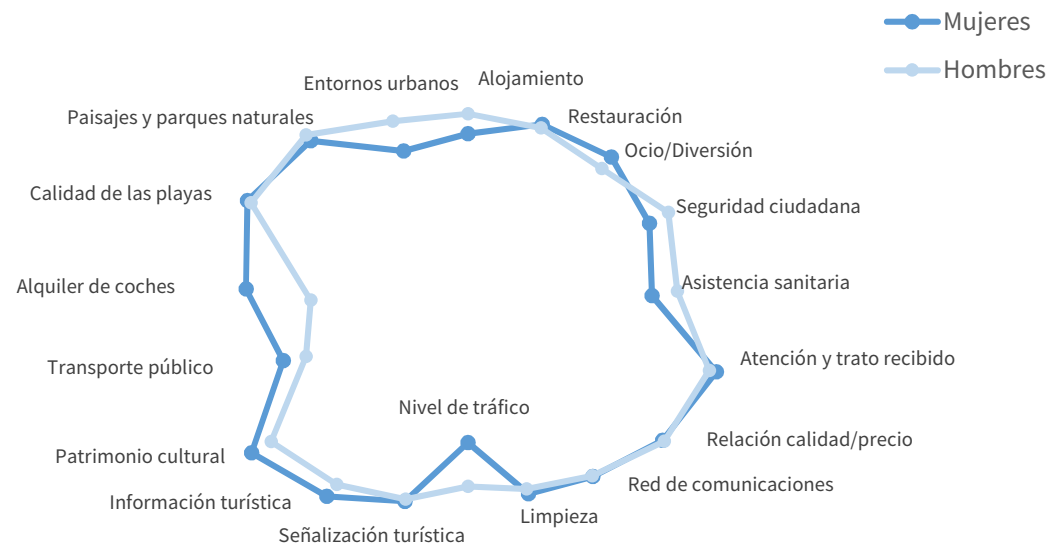 Mujeres
Hombres
Alojamiento
Entornos urbanos
Restauración
Paisajes y parques naturales
Ocio/Diversión
Calidad de las playas
Seguridad ciudadana
Alquiler de coches
Asistencia sanitaria
Transporte público
Atención y trato recibido
Nivel de tráfico
Relación calidad/precio
Patrimonio cultural
Red de comunicaciones
Información turística
Limpieza
Señalización turística